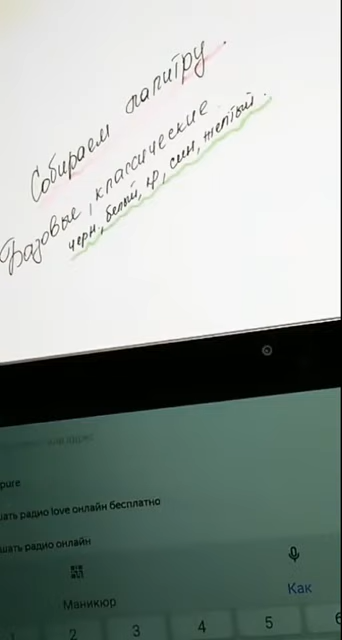 Собираем палитру.
Базовые, классические.
черн, белый, кр, син, желтый.
pure
шать радио love онлайн бесплатно
шать радио онлайн
Маникюр
Как
2 3 4 5 6